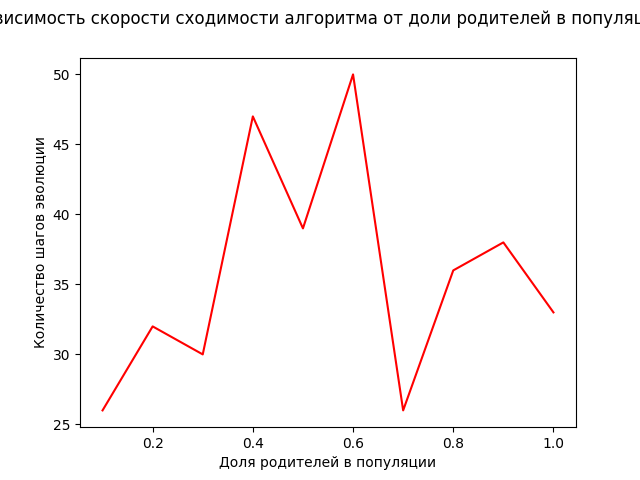 висимость скорости сходимости алгоритма от доли родителей в популяц
50
45
40
35
30
25
Количество шагов эволюции
0.2 0.4 0.6 0.8 1.0
Доля родителей в популяции